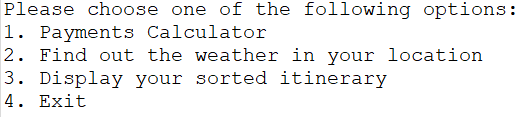 Please choose one of the following options:
1. Payments Calculator
2. Find out the weather in your location
3. Display your sorted itinerary
4. Exit